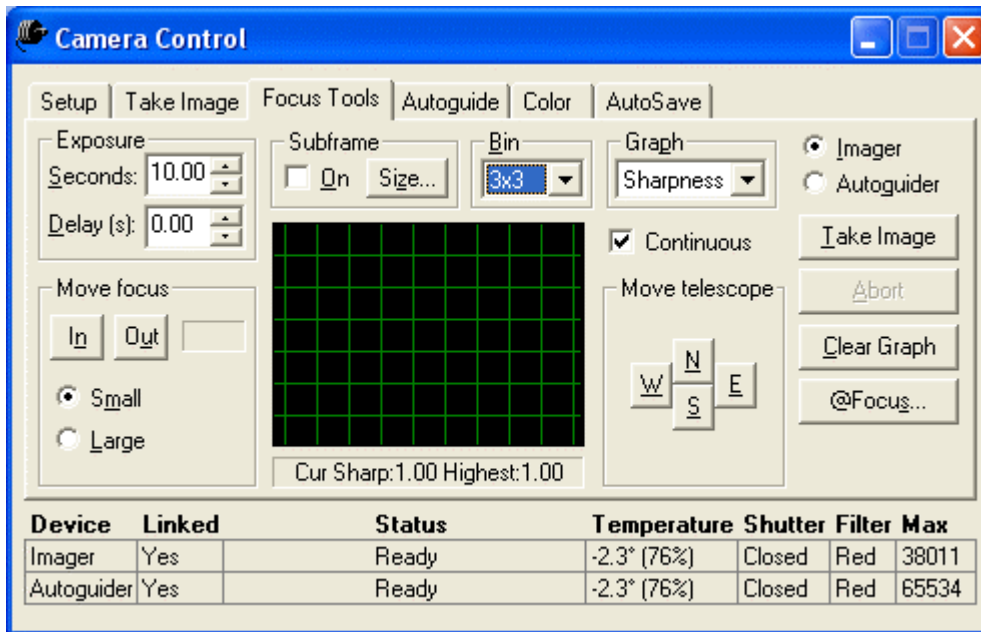 Camera Control
Setup Take Image Focus Tools Autoguide Color AutoSave
Exposure
Seconds: 10.00
Delay (s): 0.00
Subframe
On Size...
Bin
3x3
Graph
Sharpness
Imager
Autoguider
Continuous
Take Image
Abort
Clear Graph
@Focus...
Move focus
In Out
Small
Large
Move telescope
N
W E
S
Cur Sharp:1.00 Highest:1.00
Device Linked Status Temperature Shutter Filter Max
Imager Yes Ready -2.3° (76%) Closed Red 38011
Autoguider Yes Ready -2.3° (76%) Closed Red 65534